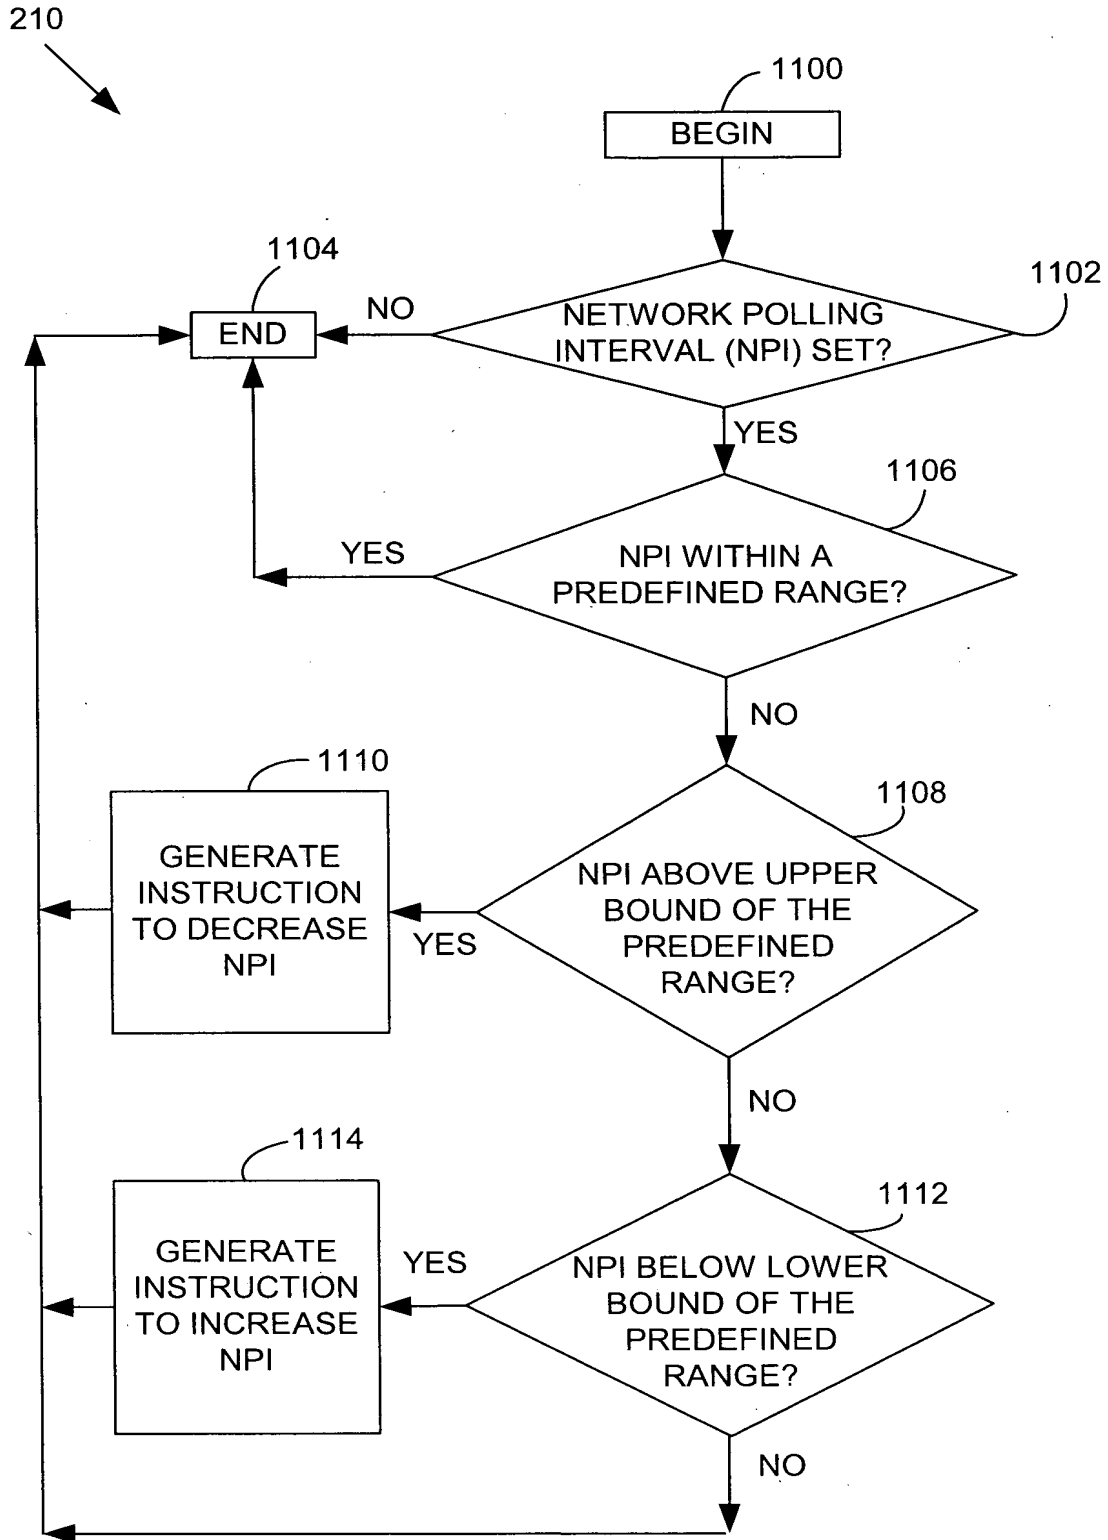 210
1100
BEGIN
1104
END
NO
1102
NETWORK POLLING
INTERVAL (NPI) SET?
YES
1106
YES
NPI WITHIN A
PREDEFINED RANGE?
NO
1110
GENERATE
INSTRUCTION
TO DECREASE
NPI
YES
1108
NPI ABOVE UPPER
BOUND OF THE
PREDEFINED
RANGE?
NO
1114
GENERATE
INSTRUCTION
TO INCREASE
NPI
YES
1112
NPI BELOW LOWER
BOUND OF THE
PREDEFINED
RANGE?
NO